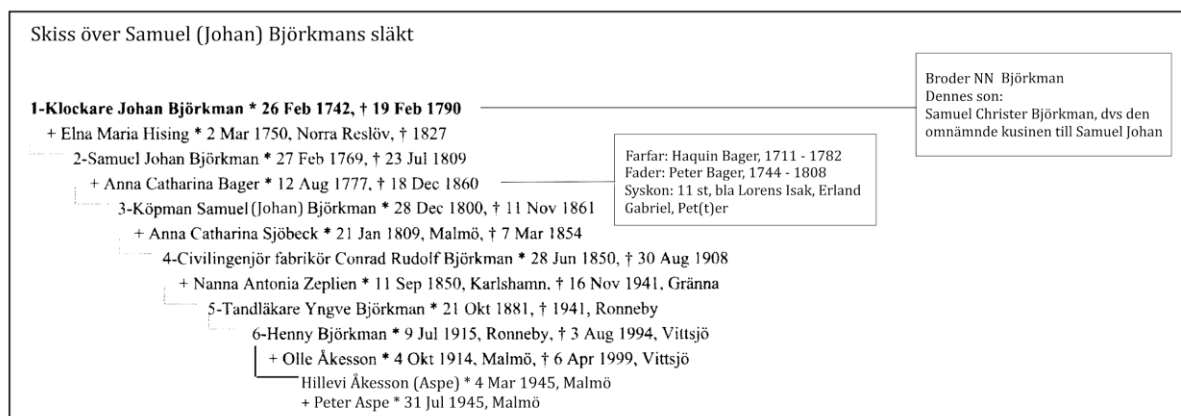 Skiss över Samuel (Johan) Björkmans släkt
Broder NN Björkman
Dennes son:
Samuel Christer Björkman, dvs den
omnämnde kusinen till Samuel Johan
1-Klockare Johan Björkman * 26 Feb 1742, † 19 Feb 1790
+ Elna Maria Hising * 2 Mar 1750, Norra Reslöv, † 1827
2-Samuel Johan Björkman * 27 Feb 1769, † 23 Jul 1809
+ Anna Catharina Bager * 12 Aug 1777, † 18 Dec 1860
Farfar: Haquin Bager, 1711 - 1782
Fader: Peter Bager, 1744 - 1808
Syskon: 11 st, bla Lorens Isak, Erland
Gabriel, Pet(t)er
3-Köpman Samuel (Johan) Björkman * 28 Dec 1800, † 11 Nov 1861
+ Anna Catharina Sjöbeck * 21 Jan 1809, Malmö, † 7 Mar 1854
4-Civilingenjör fabrikör Conrad Rudolf Björkman * 28 Jun 1850, † 30 Aug 1908
+ Nanna Antonia Zeplien * 11 Sep 1850, Karlshamn, † 16 Nov 1941, Gränna
5-Tandläkare Yngve Björkman * 21 Okt 1881, † 1941, Ronneby
6-Henny Björkman * 9 Jul 1915, Ronneby, † 3 Aug 1994, Vittsjö
+ Olle Åkesson * 4 Okt 1914, Malmö, † 6 Apr 1999, Vittsjö
Hillevi Åkesson (Aspe) * 4 Mar 1945, Malmö
+ Peter Aspe * 31 Jul 1945, Malmö